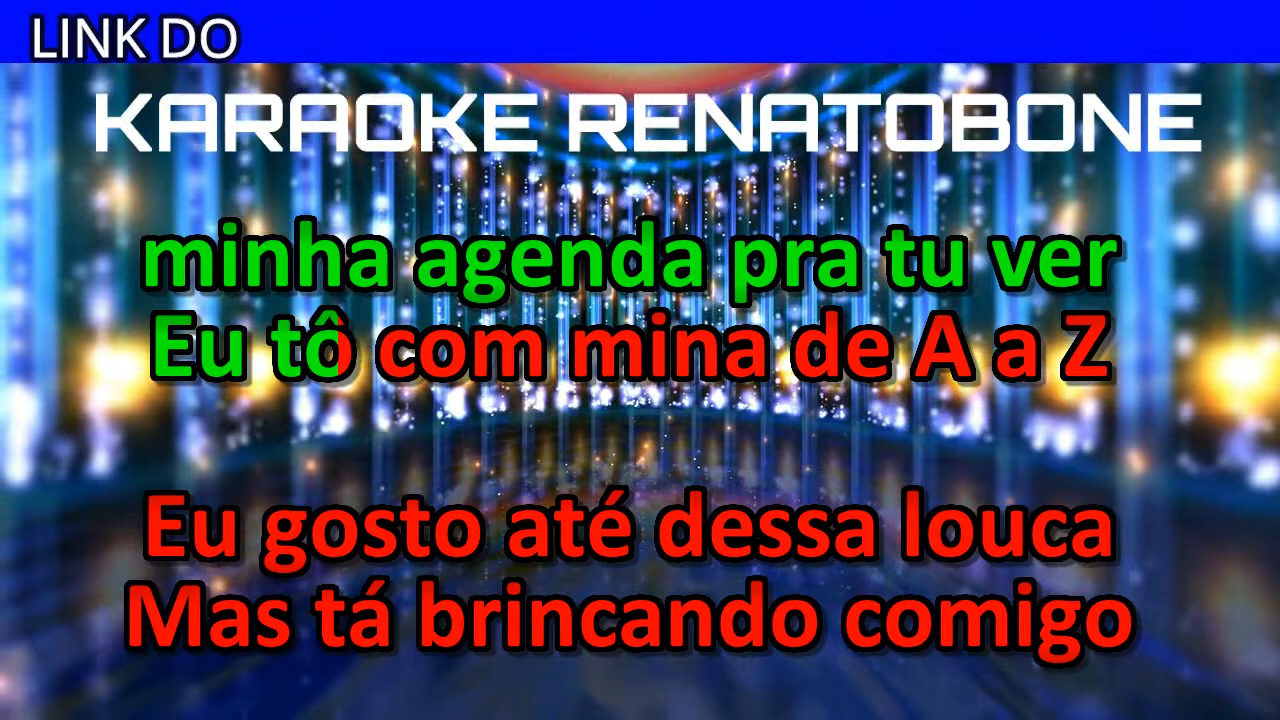 LINK DO
KARAOKE RENATOBONE
minha agenda pra tu ver
Eu tô com mina de A a Z
Eu gosto até dessa louca
Mas tá brincando comigo